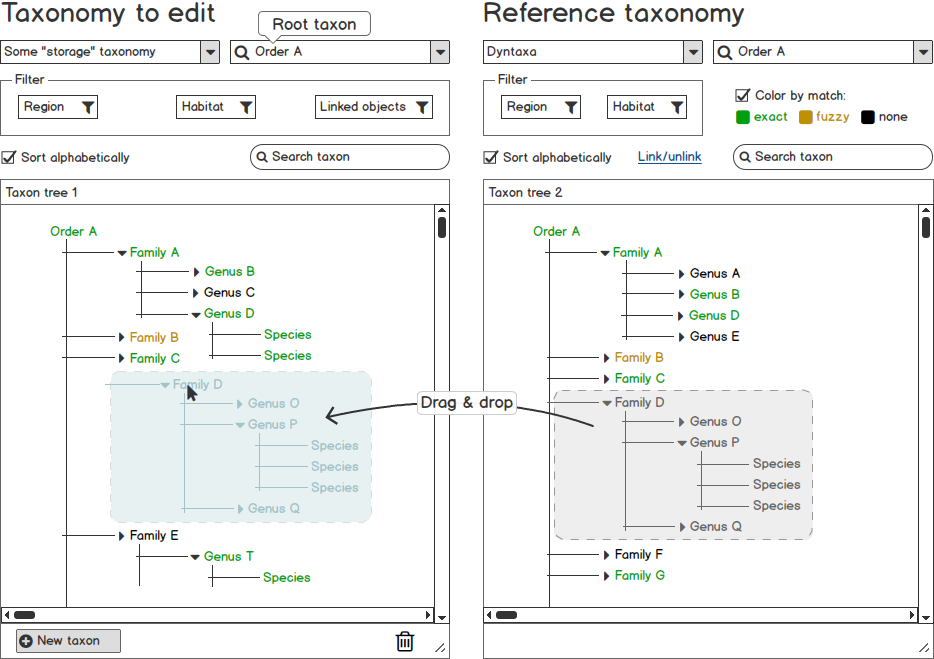 Taxonomy to edit
Root taxon
Some "storage" taxonomy
Order A
Filter
Region
Habitat
Linked objects
Sort alphabetically
Search taxon
Taxon tree 1
Order A
Family A
Genus B
Genus C
Genus D
Species
Family B
Species
Family C
Family D
Genus O
Genus P
Species
Species
Species
Genus Q
Family E
Genus T
Species
New taxon
Drag & drop
Reference taxonomy
Dyntaxa
Order A
Filter
Region
Habitat
Color by match:
exact
fuzzy
none
Sort alphabetically
Link/unlink
Search taxon
Taxon tree 2
Order A
Family A
Genus A
Genus B
Genus D
Genus E
Family B
Family C
Family D
Genus O
Genus P
Species
Species
Species
Genus Q
Family F
Family G